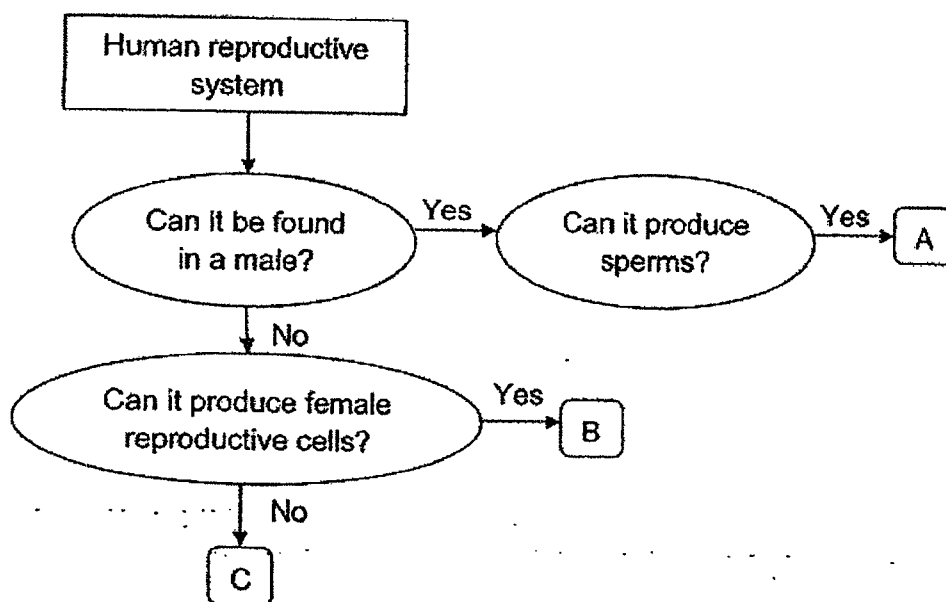 Human reproductive
system
Can it be found
in a male?
Yes
Can it produce
sperms?
Yes
A
No
Can it produce female
reproductive cells?
Yes
B
No
C